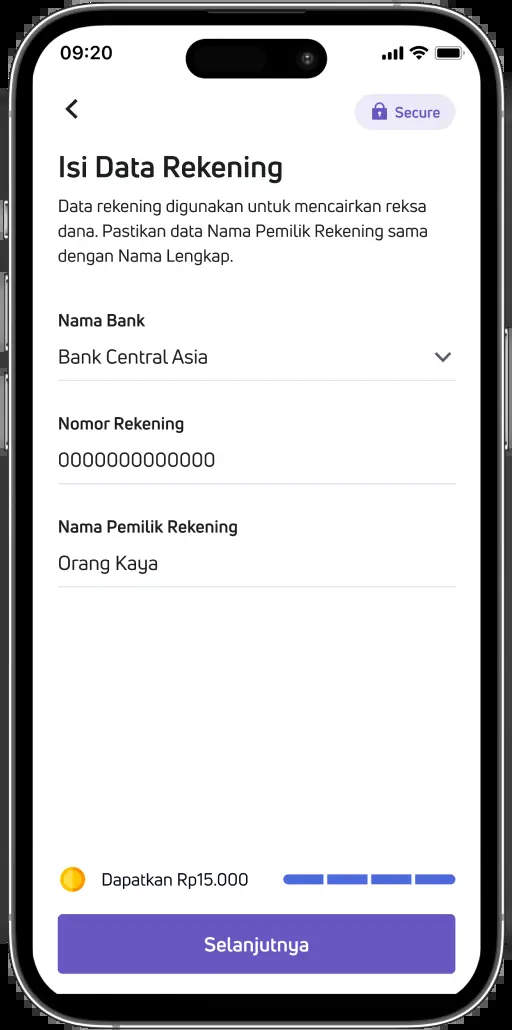 09:20
Secure
Isi Data Rekening
Data rekening digunakan untuk mencairkan reksa
dana. Pastikan data Nama Pemilik Rekening sama
dengan Nama Lengkap.
Nama Bank
Bank Central Asia
Nomor Rekening
0000000000000
Nama Pemilik Rekening
Orang Kaya
Dapatkan Rp15.000
Selanjutnya